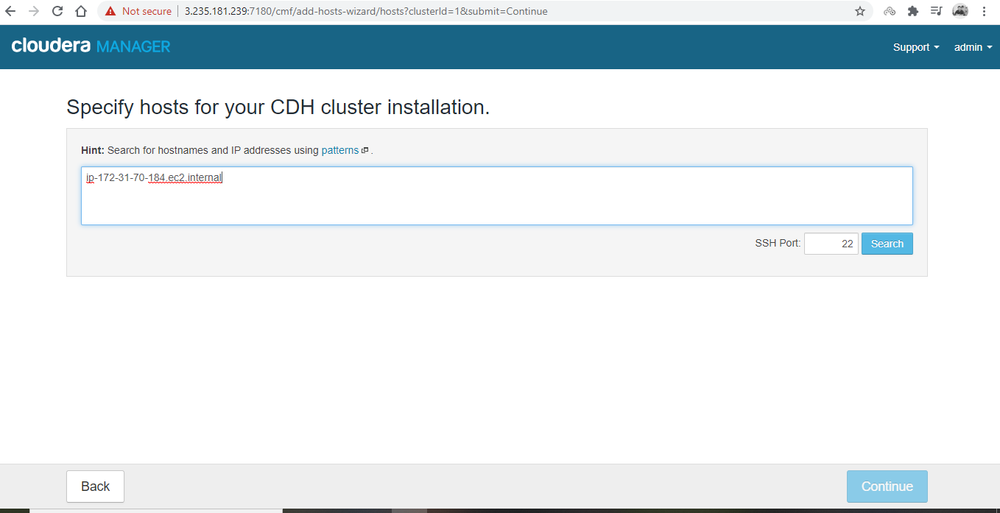 Not secure 3.235.181.239:7180/cmf/add-hosts-wizard/hosts?clusterId=1&submit=Continue
cloudera MANAGER Support admin
Specify hosts for your CDH cluster installation.
Hint: Search for hostnames and IP addresses using patterns .
ip-172-31-70-184.ec2.internal
SSH Port: 22 Search
Back Continue